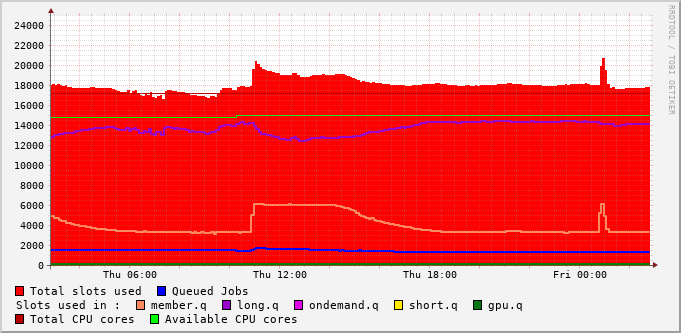 RRDTOOL / TOBI OETIKER
24000
22000
20000
18000
16000
14000
12000
10000
8000
6000
4000
2000
0
Thu 06:00 Thu 12:00 Thu 18:00 Fri 00:00
Total slots used Queued Jobs
Slots used in : member.q long.q ondemand.q short.q gpu.q
Total CPU cores Available CPU cores